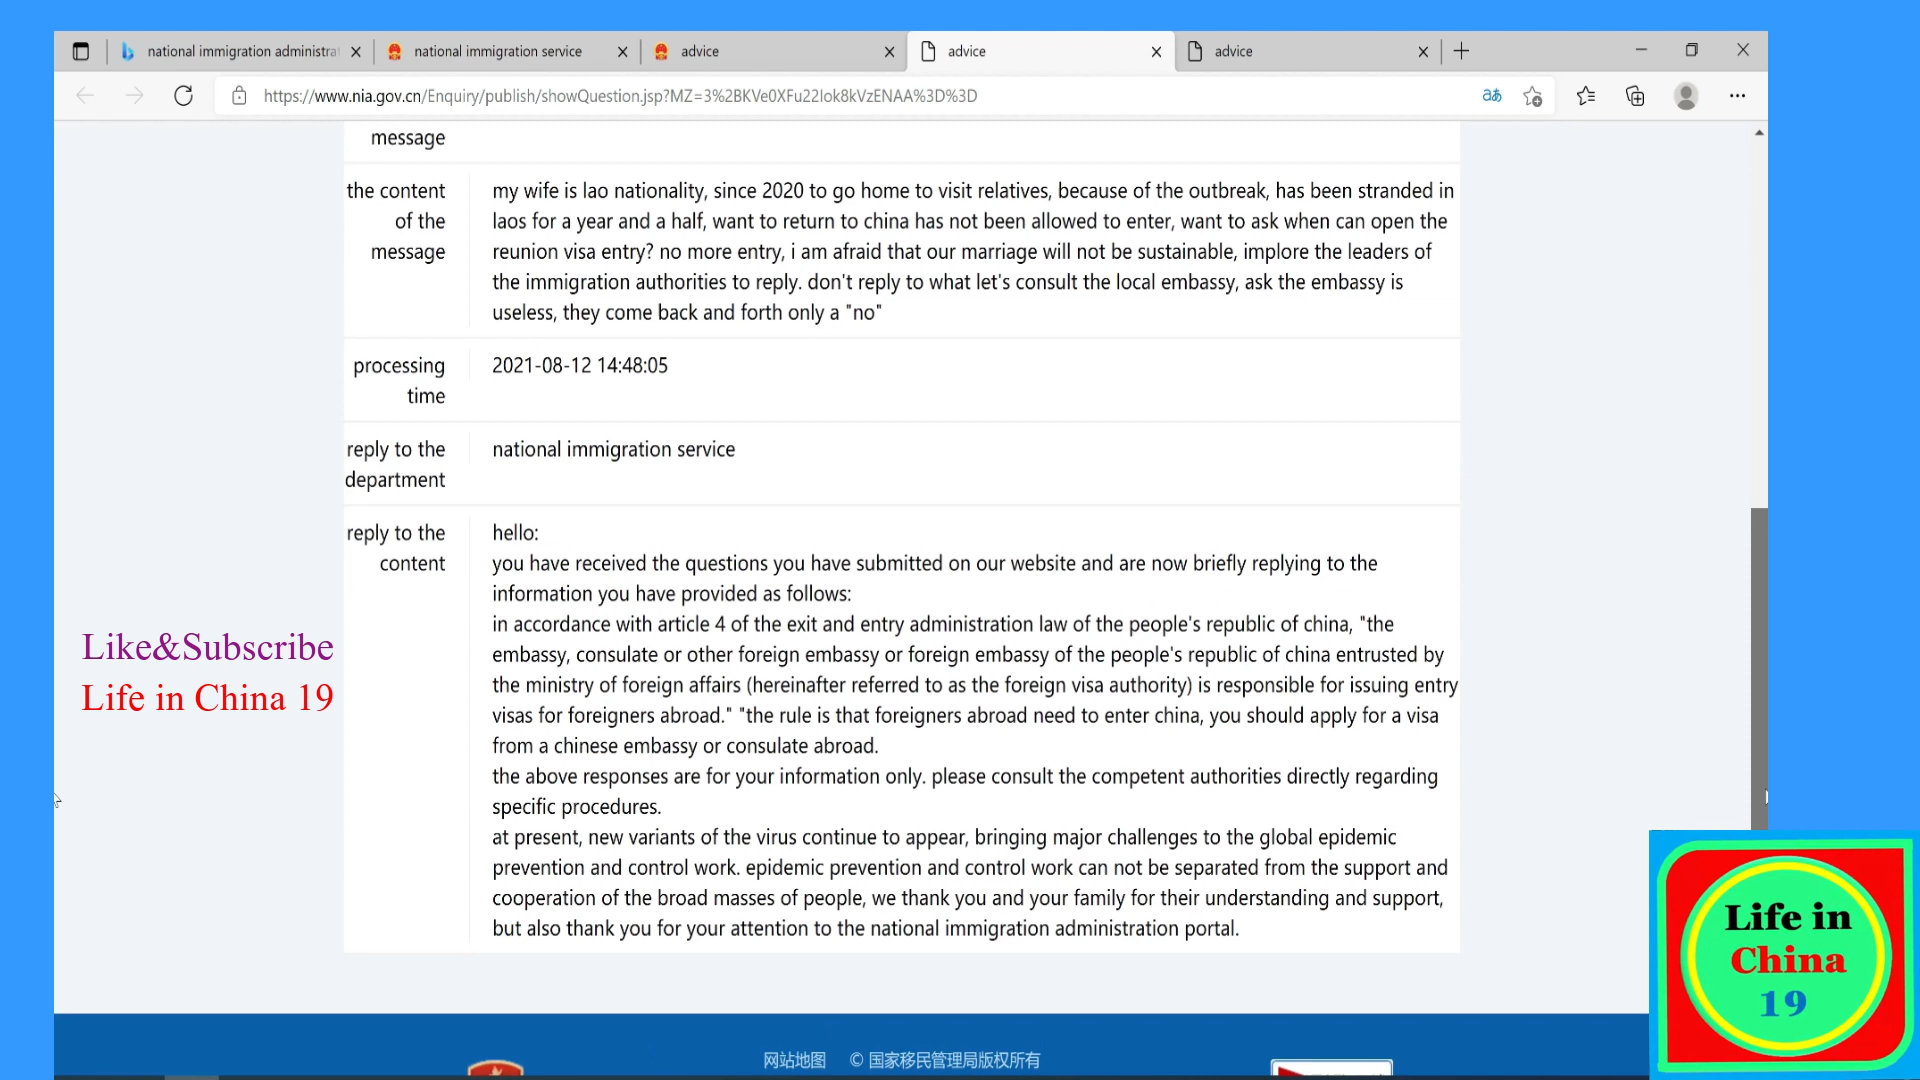 national immigration administra
national immigration service
advice
advice
advice
https://www.nia.gov.cn/Enquiry/publish/showQuestion.jsp?MZ=3%2BKVe0XFu22Iok8kVzENAA%3D%3D
message
the content of the message
my wife is lao nationality, since 2020 to go home to visit relatives, because of the outbreak, has been stranded in
laos for a year and a half, want to return to china has not been allowed to enter, want to ask when can open the
reunion visa entry? no more entry, i am afraid that our marriage will not be sustainable, implore the leaders of
the immigration authorities to reply. don't reply to what let's consult the local embassy, ask the embassy is
useless, they come back and forth only a "no"
processing
time
2021-08-12 14:48:05
reply to the
department
national immigration service
reply to the
content
hello:
you have received the questions you have submitted on our website and are now briefly replying to the
information you have provided as follows:
in accordance with article 4 of the exit and entry administration law of the people's republic of china, "the
embassy, consulate or other foreign embassy or foreign embassy of the people's republic of china entrusted by
the ministry of foreign affairs (hereinafter referred to as the foreign visa authority) is responsible for issuing entry
visas for foreigners abroad." "the rule is that foreigners abroad need to enter china, you should apply for a visa
from a chinese embassy or consulate abroad.
the above responses are for your information only. please consult the competent authorities directly regarding
specific procedures.
at present, new variants of the virus continue to appear, bringing major challenges to the global epidemic
prevention and control work. epidemic prevention and control work can not be separated from the support and
cooperation of the broad masses of people, we thank you and your family for their understanding and support,
but also thank you for your attention to the national immigration administration portal.
Like&Subscribe
Life in China 19
Life in
China
19
网站地图 © 国家移民管理局版权所有